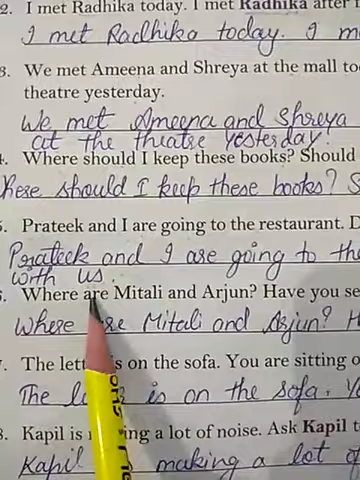 2. I met Radhika today. I met Radhika after
I met Radhika today. I m
3. We met Ameena and Shreya at the mall to
theatre yesterday.
We met Ameena and Shreya
at the theatre yesterday.
4. Where should I keep these books? Should
here should I keep these books? S
5. Prateek and I are going to the restaurant. D
Prateek and I are going to the
with us.
6. Where are Mitali and Arjun? Have you se
Where re Mitali and Arjun? H
7. The lett is on the sofa. You are sitting o
The l is on the sofa. Yo
8. Kapil is ing a lot of noise. Ask Kapil t
Kapil making a lot of